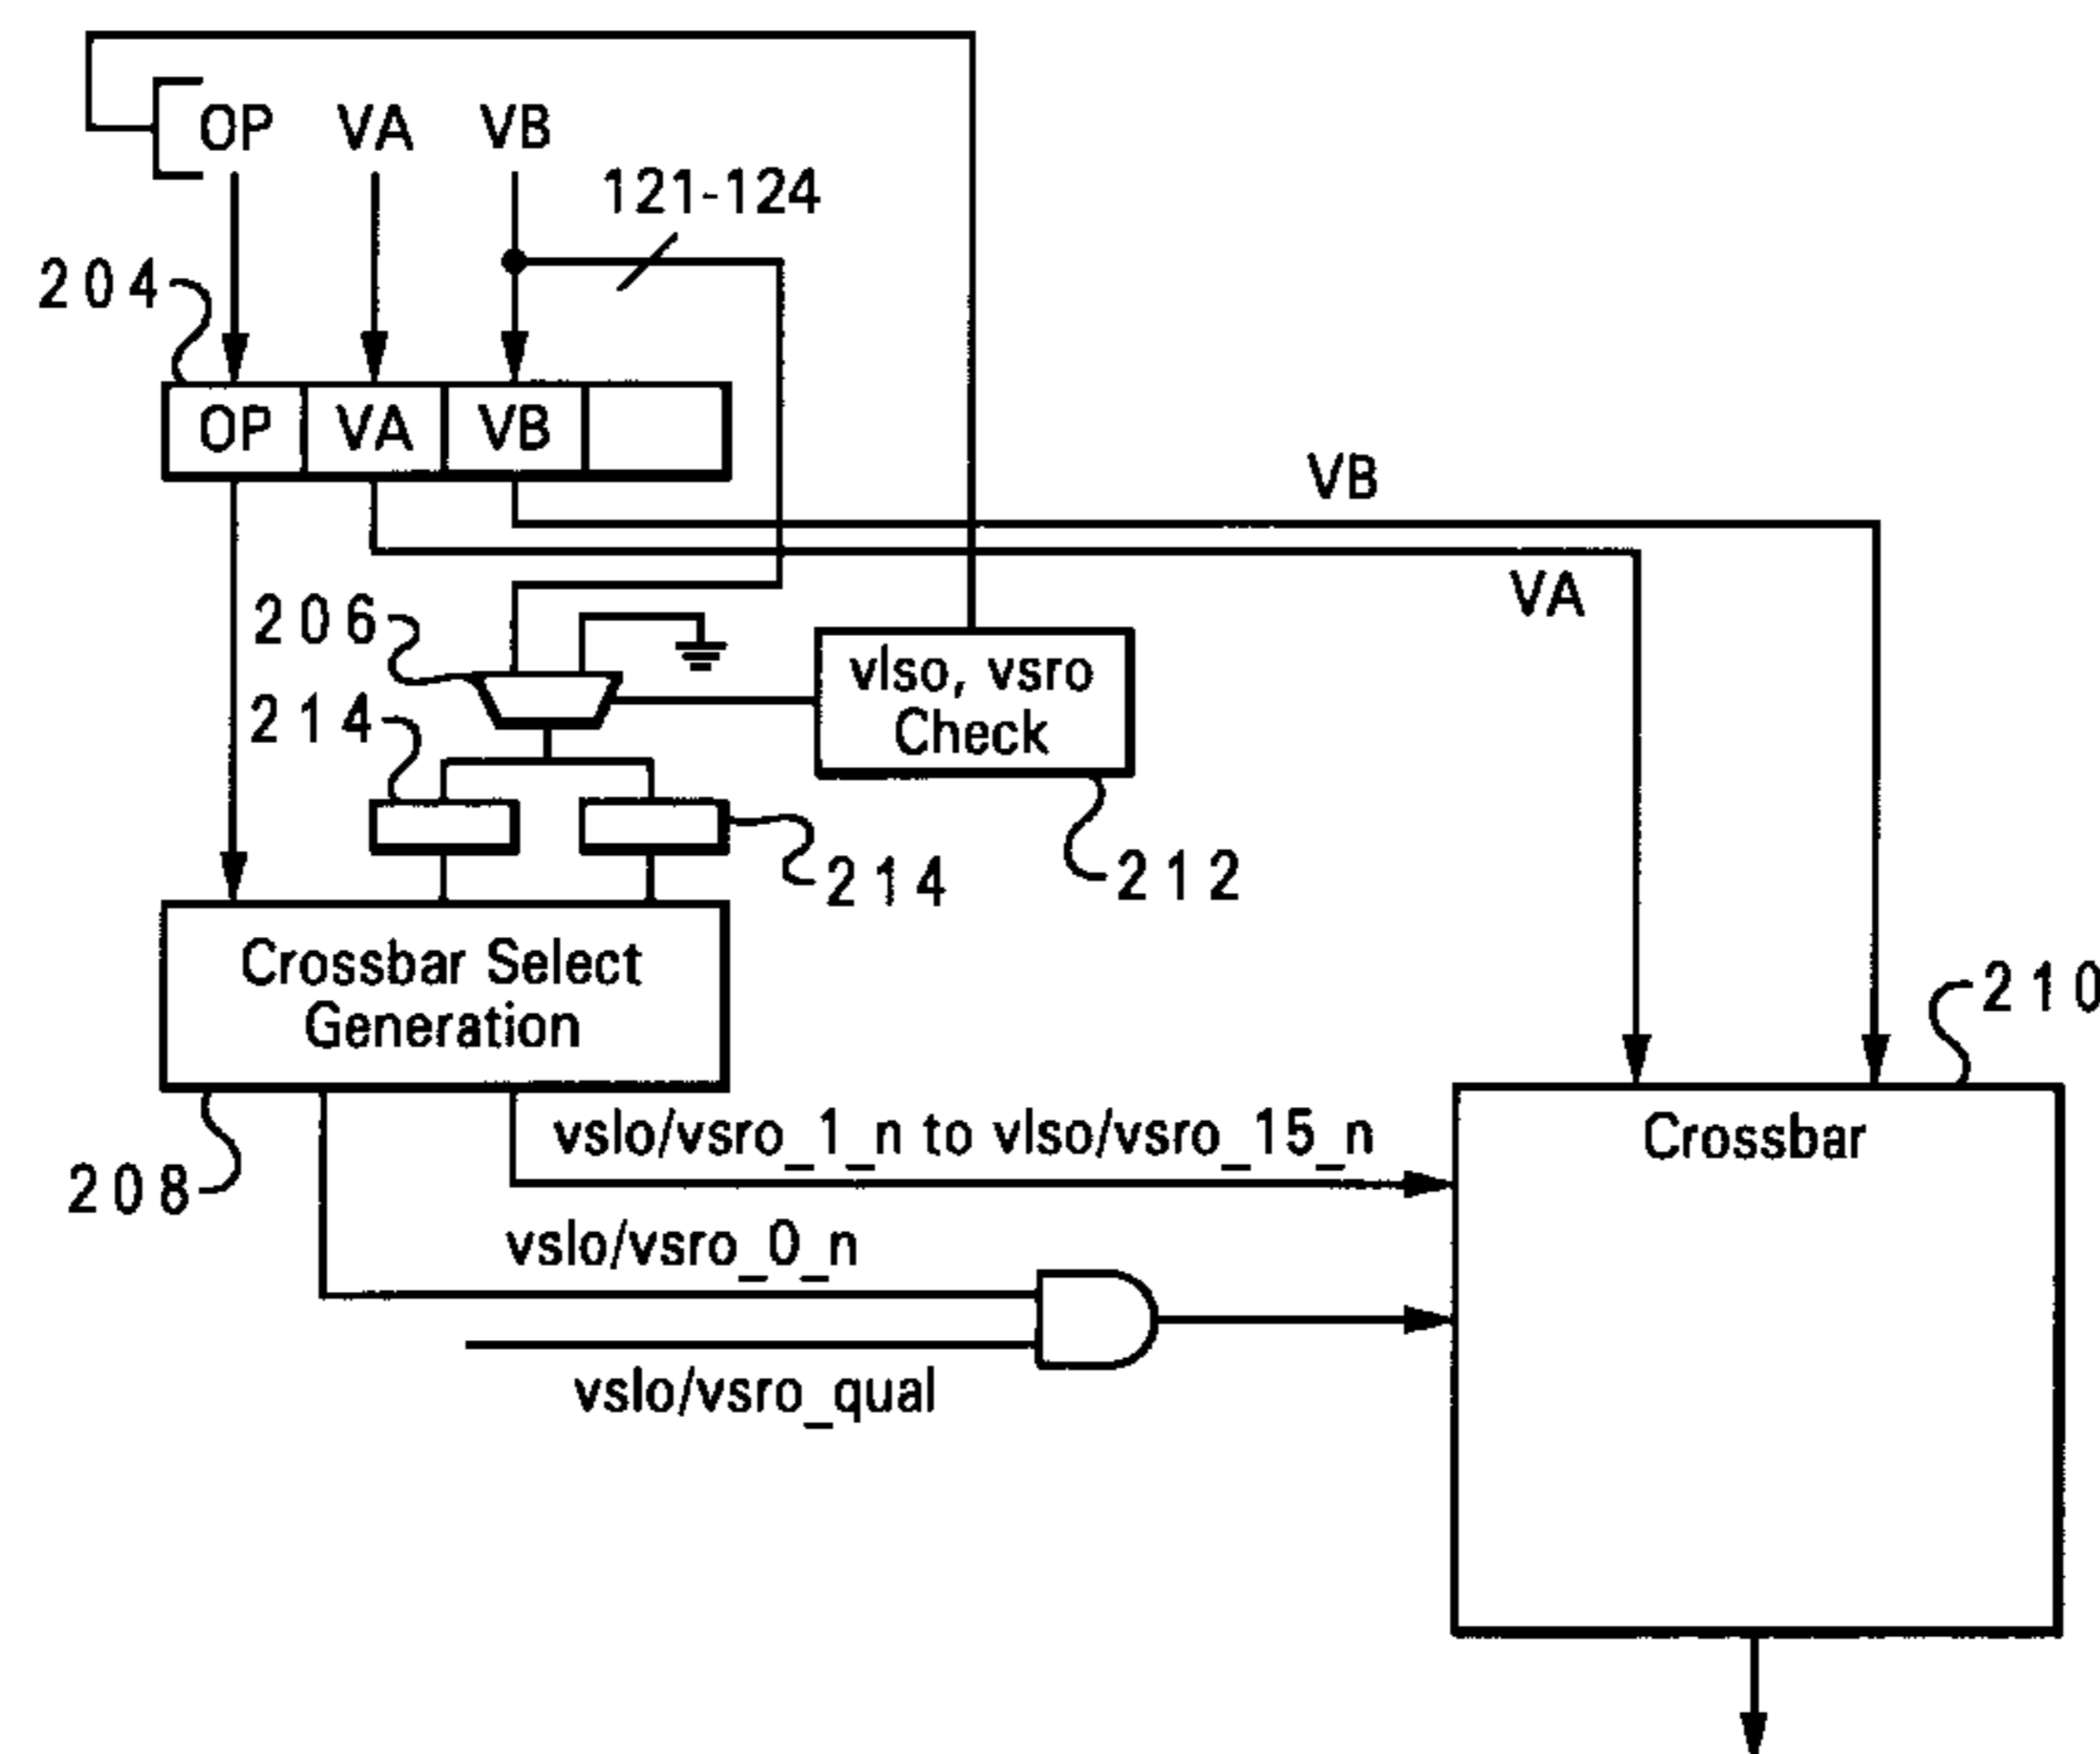 OP VA VB
121-124
204
OP VA VB
VB
VA
206
vlso, vsro
Check
214
214
212
Crossbar Select
Generation
210
vslo/vsro_1_n to vlso/vsro_15_n
Crossbar
208
vslo/vsro_0_n
vslo/vsro_qual